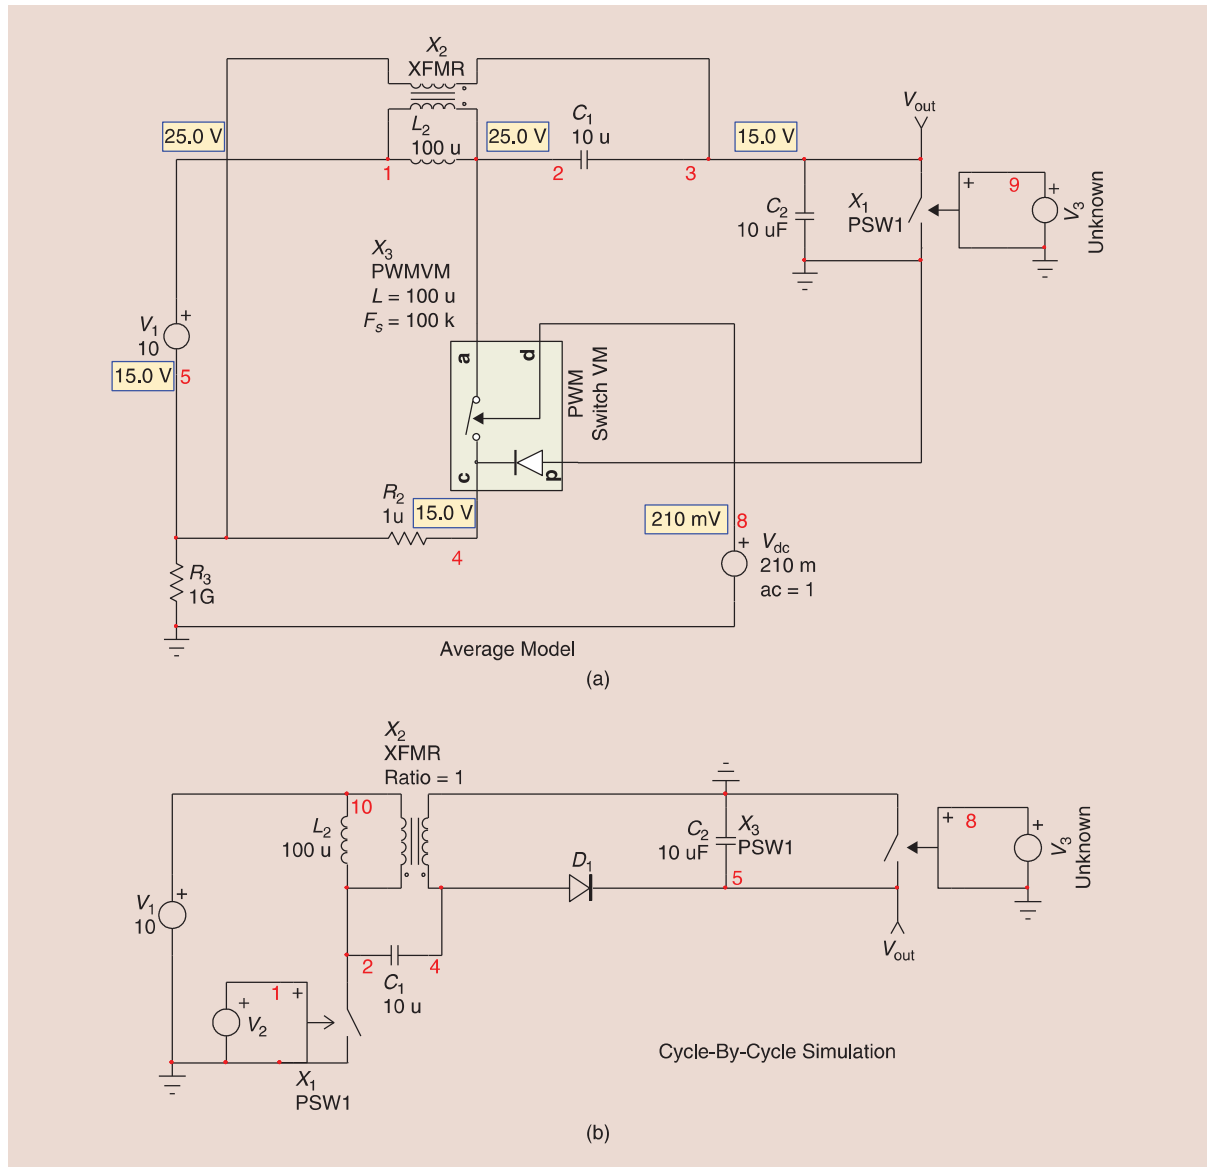 X2
XFMR
25.0 V
L2
100 u
25.0 V
C1
10 u
15.0 V
Vout
1
2
3
C2
10 uF
X1
PSW1
+
9
+
V3
Unknown
X3
PWMVM
L = 100 u
Fs = 100 k
V1
10
+
15.0 V
5
a
d
c
p
PWM
Switch VM
R2
1u
15.0 V
4
210 mV
8
+
Vdc
210 m
ac = 1
R3
1G
Average Model
(a)
X2
XFMR
Ratio = 1
10
L2
100 u
C2
10 uF
X3
PSW1
+
8
+
V3
Unknown
D1
5
V1
10
+
Vout
2
4
C1
10 u
1
+
+
V2
X1
PSW1
Cycle-By-Cycle Simulation
(b)